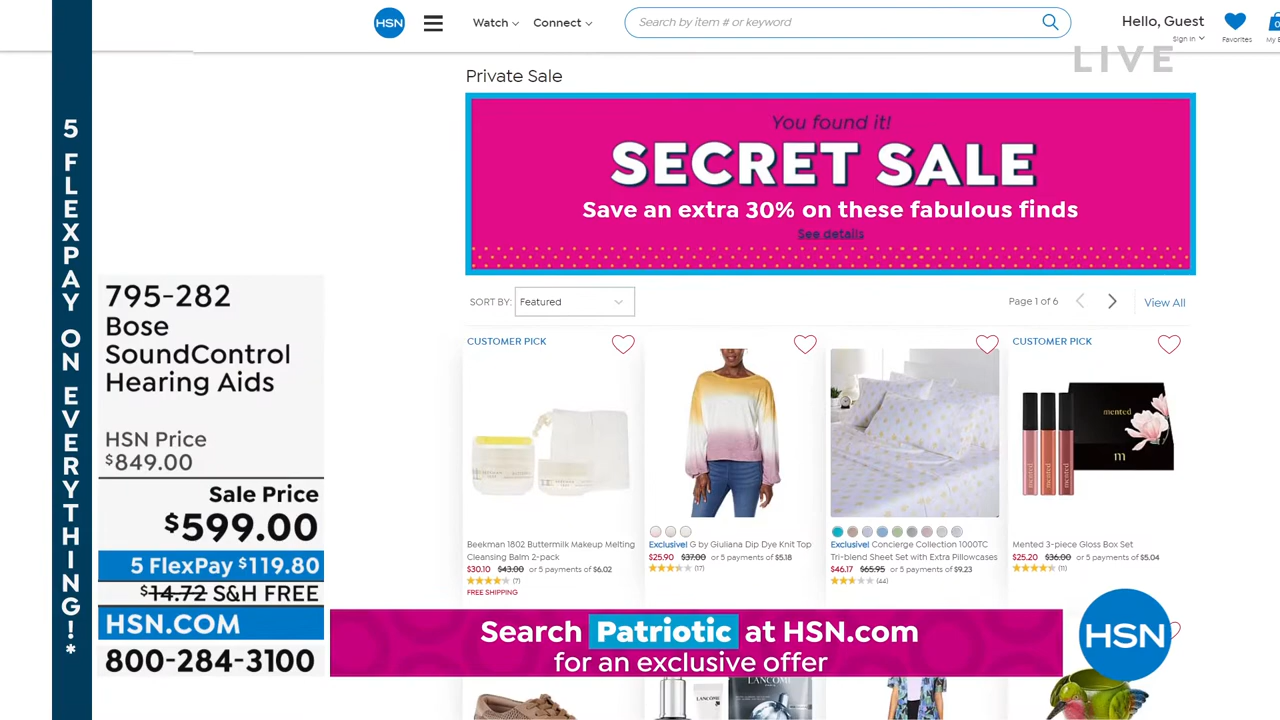 HSN
Watch
Connect
Search by item # or keyword
Hello, Guest
Sign In
Favorites
LIVE
Private Sale
You found it!
SECRET SALE
Save an extra 30% on these fabulous finds
See details
SORT BY: Featured
Page 1 of 6
View All
5 FLEXPAY ON EVERYTHING!*
795-282
Bose
SoundControl
Hearing Aids
HSN Price
$849.00
Sale Price
$599.00
5 FlexPay $119.80
$14.72 S&H FREE
HSN.COM
800-284-3100
CUSTOMER PICK
Beekman 1802 Buttermilk Makeup Melting
Cleansing Balm 2-pack
$30.10 $43.00 or 5 payments of $6.02
(7)
FREE SHIPPING
Exclusive! G by Giuliana Dip Dye Knit Top
$25.90 $37.00 or 5 payments of $5.18
(17)
Exclusive! Concierge Collection 1000TC
Tri-blend Sheet Set with Extra Pillowcases
$46.17 $65.95 or 5 payments of $9.23
(44)
CUSTOMER PICK
mented
m
mented
mented
mented
Mented 3-piece Gloss Box Set
$25.20 $36.00 or 5 payments of $5.04
(11)
Search Patriotic at HSN.com
for an exclusive offer
HSN
LANCÔME
LANCÔME